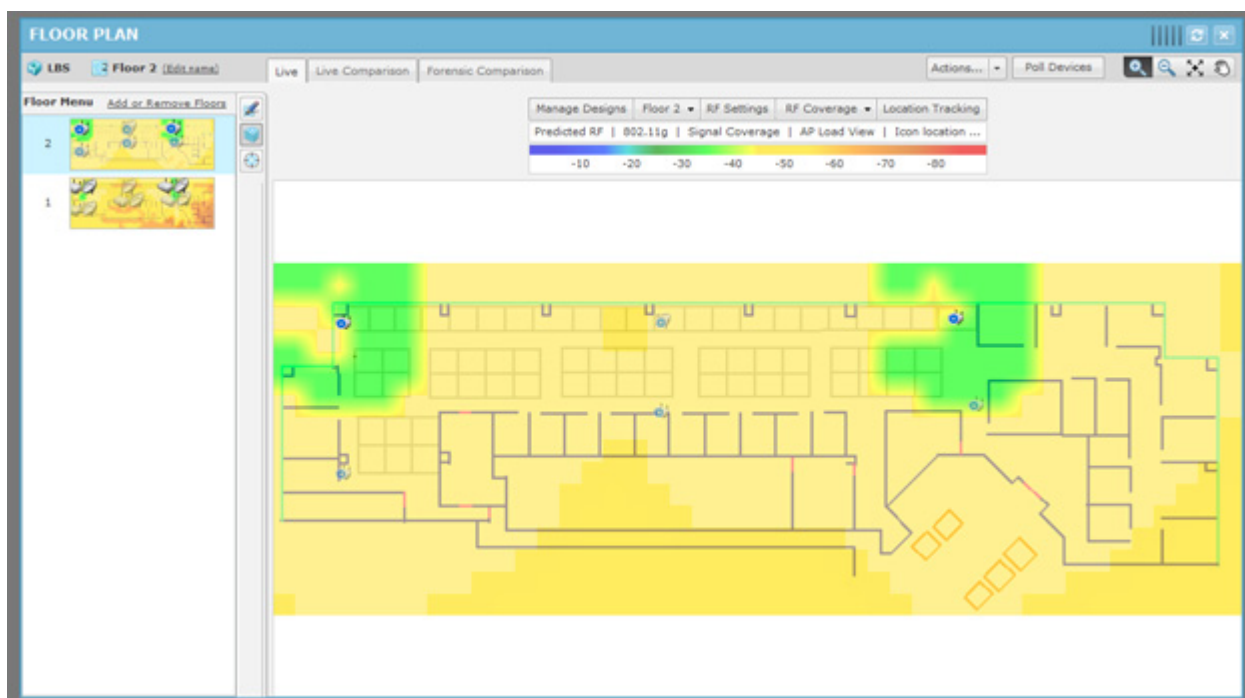 FLOOR PLAN
LBS 2 Floor 2 (Edit name) Live Live Comparison Forensic Comparison Actions... Poll Devices
Floor Menu Add or Remove Floors
Manage Designs Floor 2 RF Settings RF Coverage Location Tracking
Predicted RF | 802.11g | Signal Coverage | AP Load View | Icon location ...
-10 -20 -30 -40 -50 -60 -70 -80
2
1